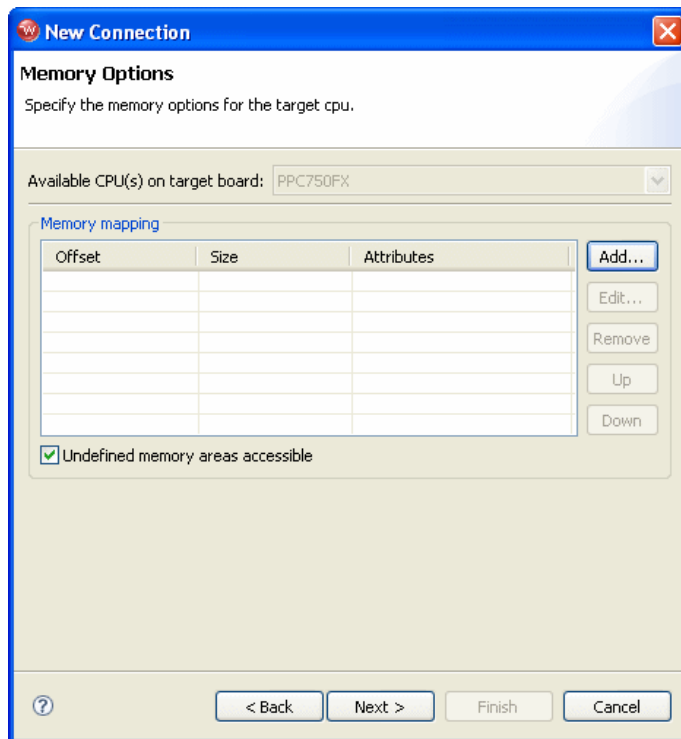 New Connection
Memory Options
Specify the memory options for the target cpu.
Available CPU(s) on target board: PPC750FX
Memory mapping
Offset Size Attributes Add...
Edit...
Remove
Up
Down
Undefined memory areas accessible
< Back Next > Finish Cancel